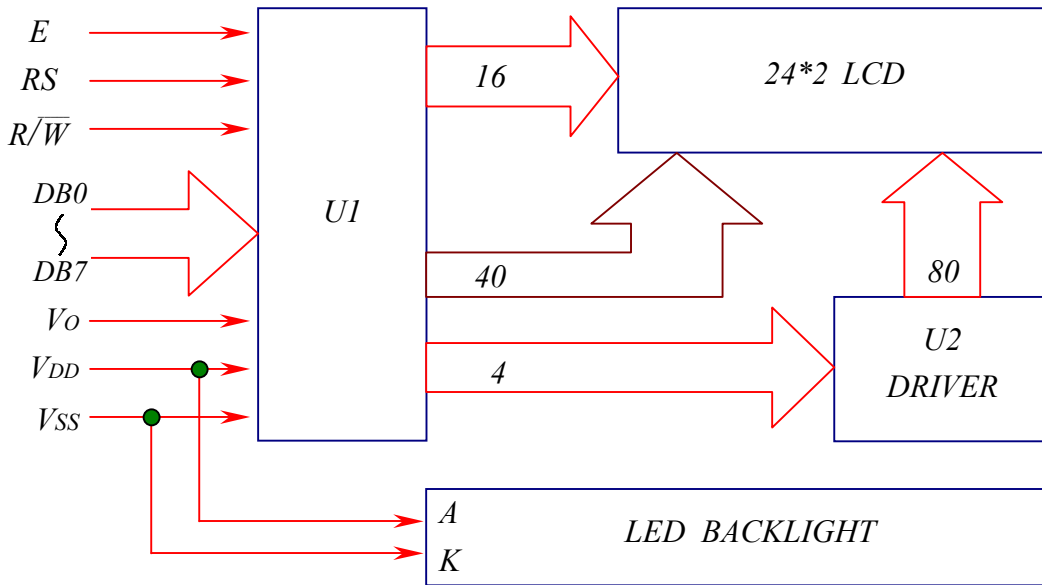 E
RS
R/W̅
DB0
DB7
VO
VDD
VSS
U1
16
40
4
24*2 LCD
80
U2
DRIVER
A
K
LED BACKLIGHT